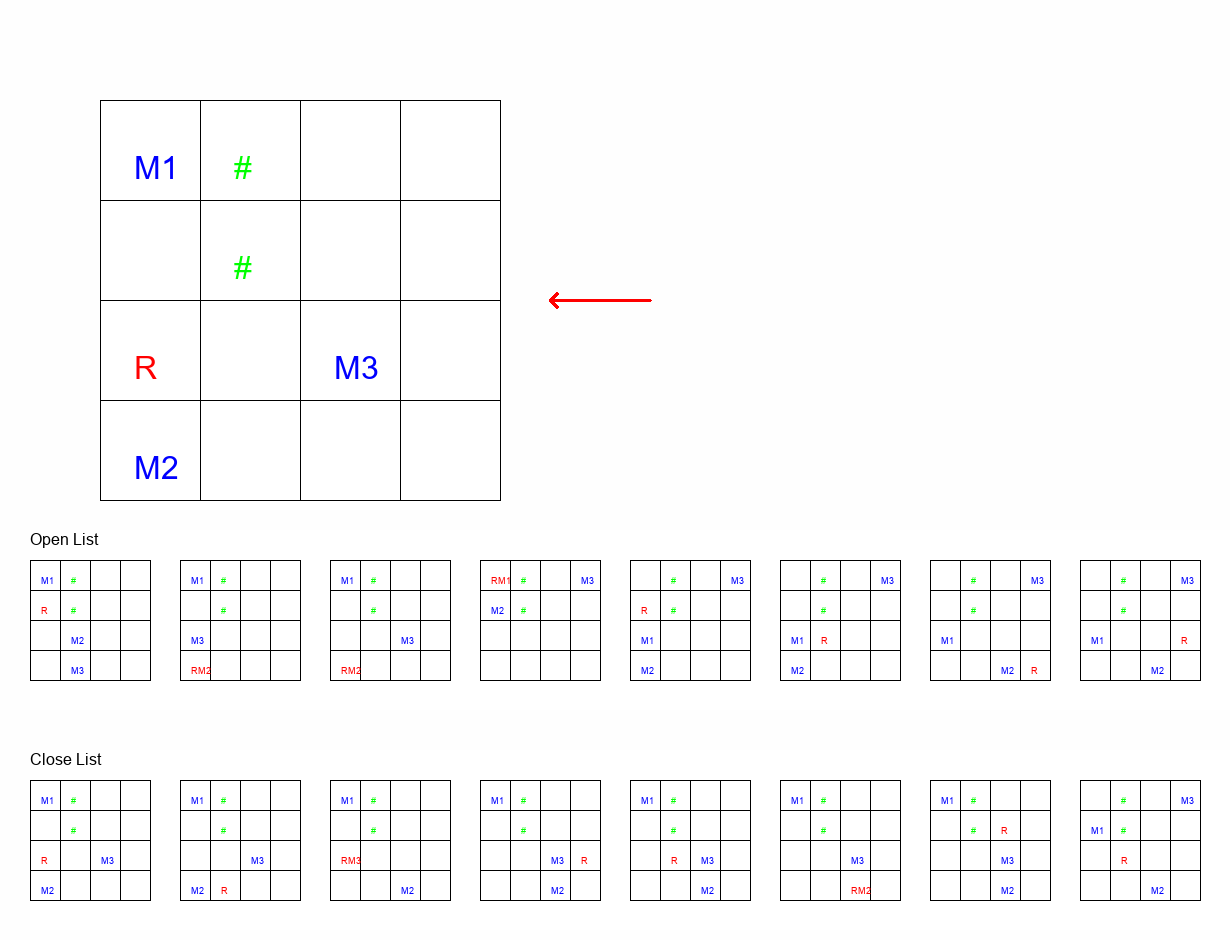 M1 #
#
R M3
M2
Open List
M1 # M1 # M1 # RM1 # M3 # M3 # M3 # M3 # M3
R # # # M2 # R # # # #
M2 M3 M3 M1 M1 R M1 M1 R
M3 RM2 RM2 M2 M2 M2 R M2
Close List
M1 # M1 # M1 # M1 # M1 # M1 # M1 # # M3
# # # # # # # R M1 #
R M3 M3 RM3 M3 R R M3 M3 M3 R
M2 M2 R M2 M2 M2 RM2 M2 M2